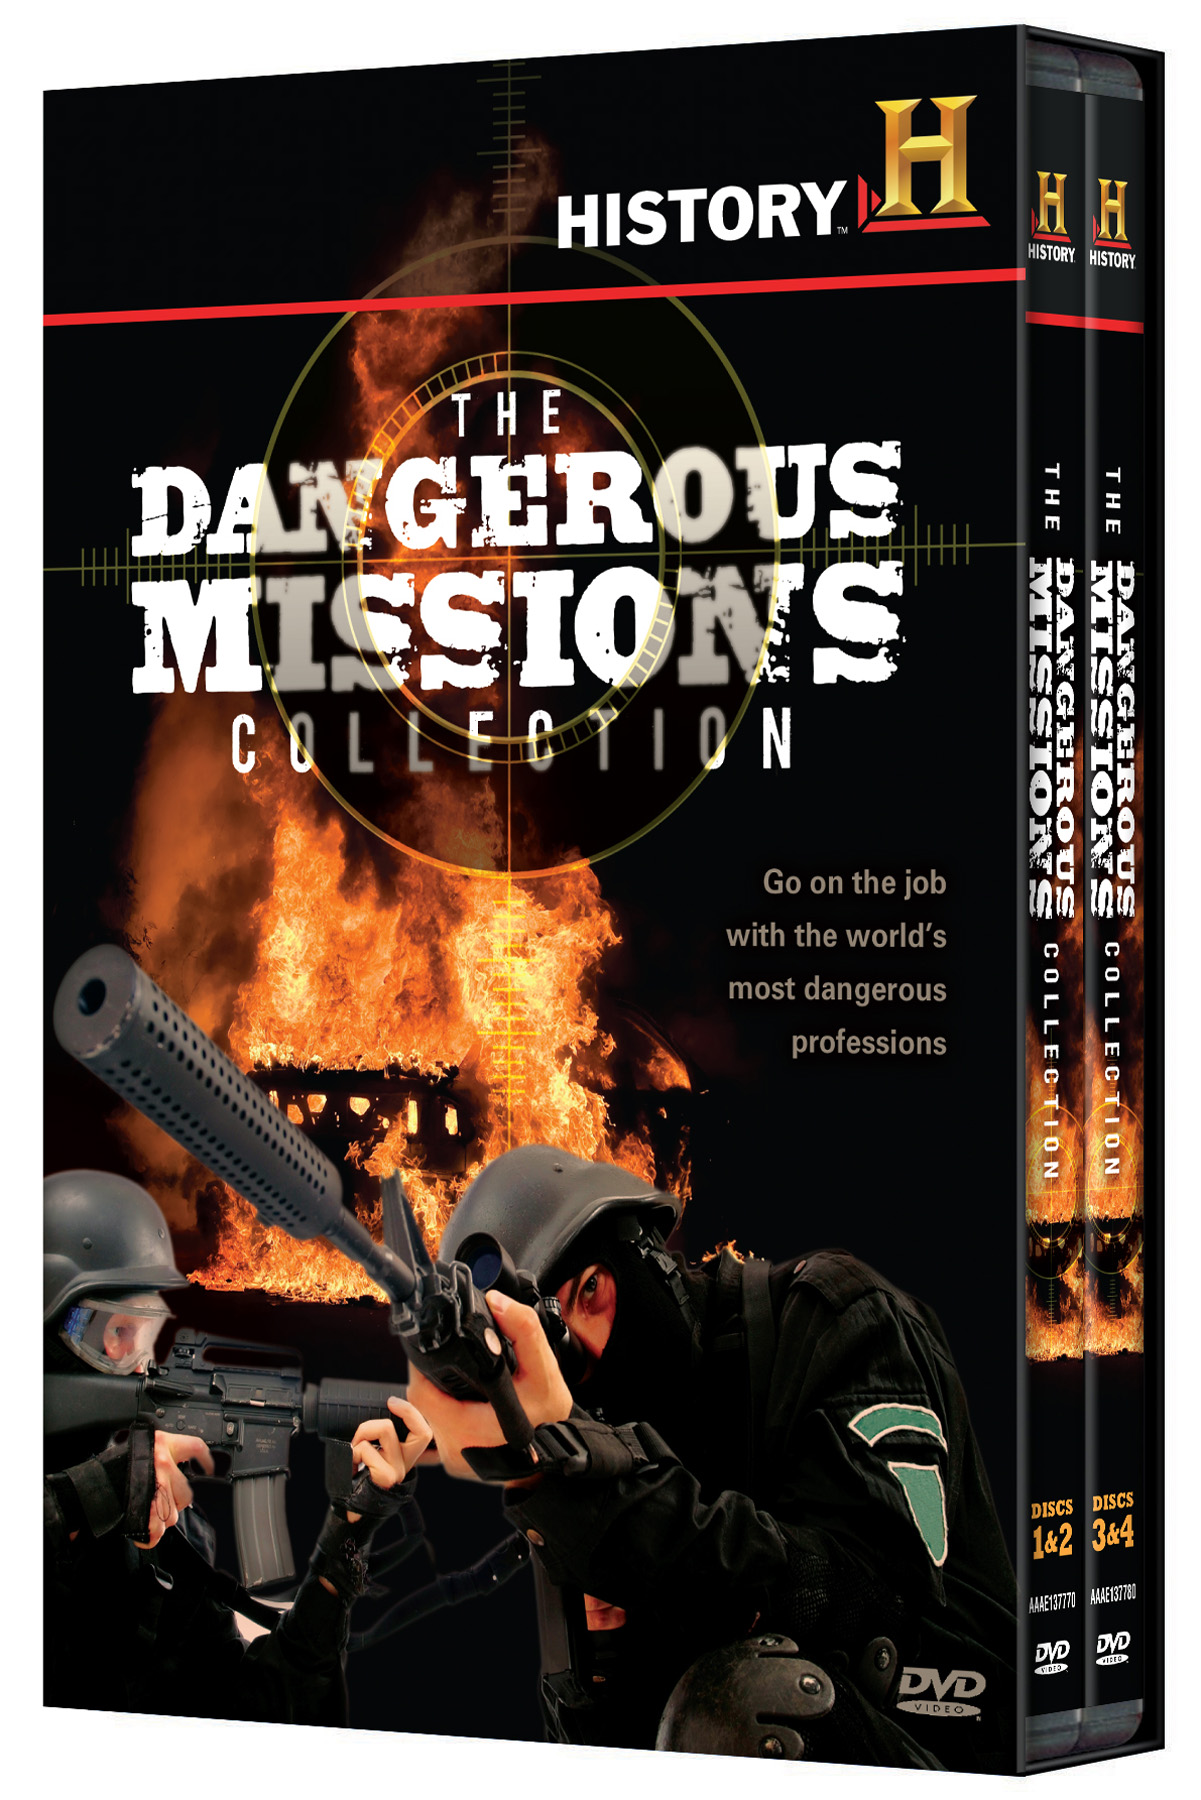 HISTORY™
H
THE
DANGEROUS
MISSIONS
COLLECTION
Go on the job
with the world's
most dangerous
professions
DVD
VIDEO
H
HISTORY
THE
DANGEROUS
MISSIONS
COLLECTION
DISCS
1&2
AAAE137770
DVD
VIDEO
H
HISTORY
THE
DANGEROUS
MISSIONS
COLLECTION
DISCS
3&4
AAAE137780
DVD
VIDEO